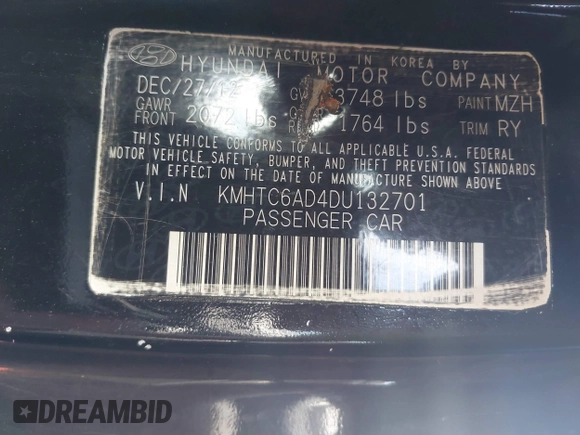 MANUFACTURED IN KOREA BY
HYUNDAI MOTOR COMPANY
DEC/27/12 3748 lbs PAINT MZH
GAWR
FRONT 2072 lbs 1764 lbs TRIM RY
THIS VEHICLE CONFORMS TO ALL APPLICABLE U.S.A. FEDERAL
MOTOR VEHICLE SAFETY, BUMPER, AND THEFT PREVENTION STANDARDS
IN EFFECT ON THE DATE OF MANUFACTURE SHOWN ABOVE.
V.I.N KMHTC6AD4DU132701
PASSENGER CAR
DREAMBID